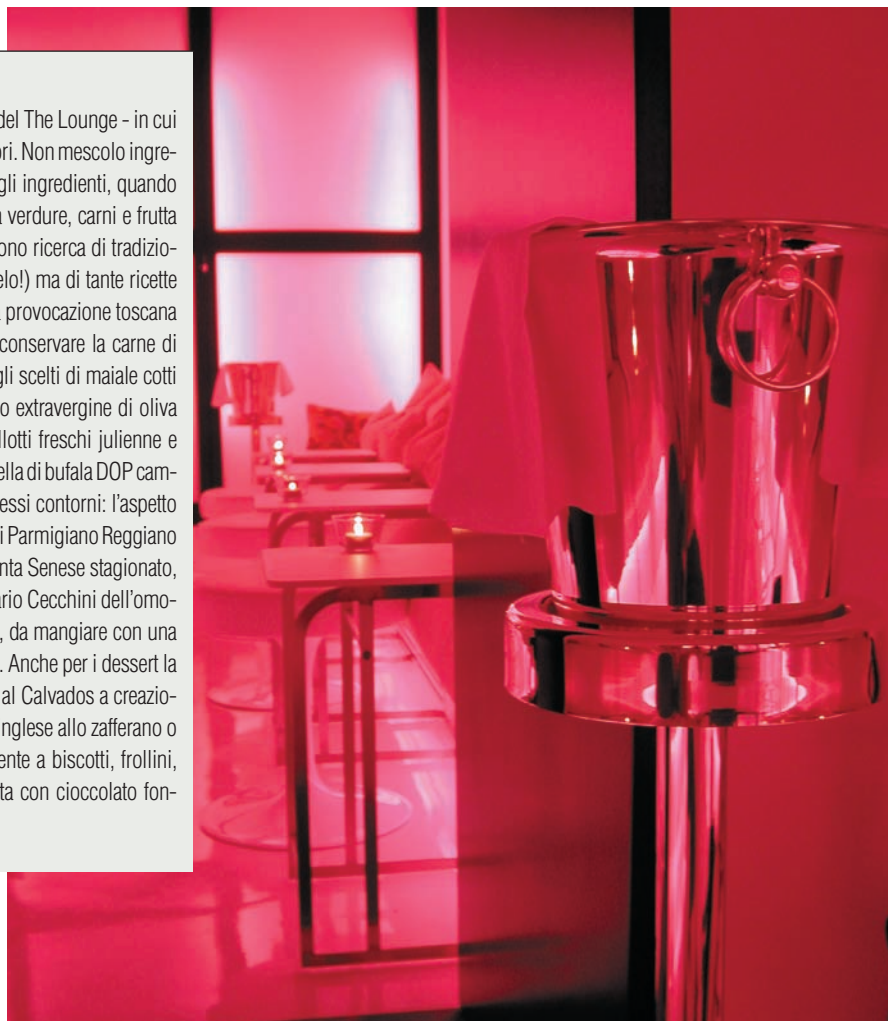 del The Lounge - in cui
ori. Non mescolo ingre-
gli ingredienti, quando
a verdure, carni e frutta
ono ricerca di tradizio-
elo!) ma di tante ricette
a provocazione toscana
conservare la carne di
gli scelti di maiale cotti
o extravergine di oliva
llotti freschi julienne e
ella di bufala DOP cam-
essi contorni: l'aspetto
i Parmigiano Reggiano
nta Senese stagionato,
ario Cecchini dell'omo-
, da mangiare con una
. Anche per i dessert la
al Calvados a creazio-
inglese allo zafferano o
ente a biscotti, frollini,
ta con cioccolato fon-